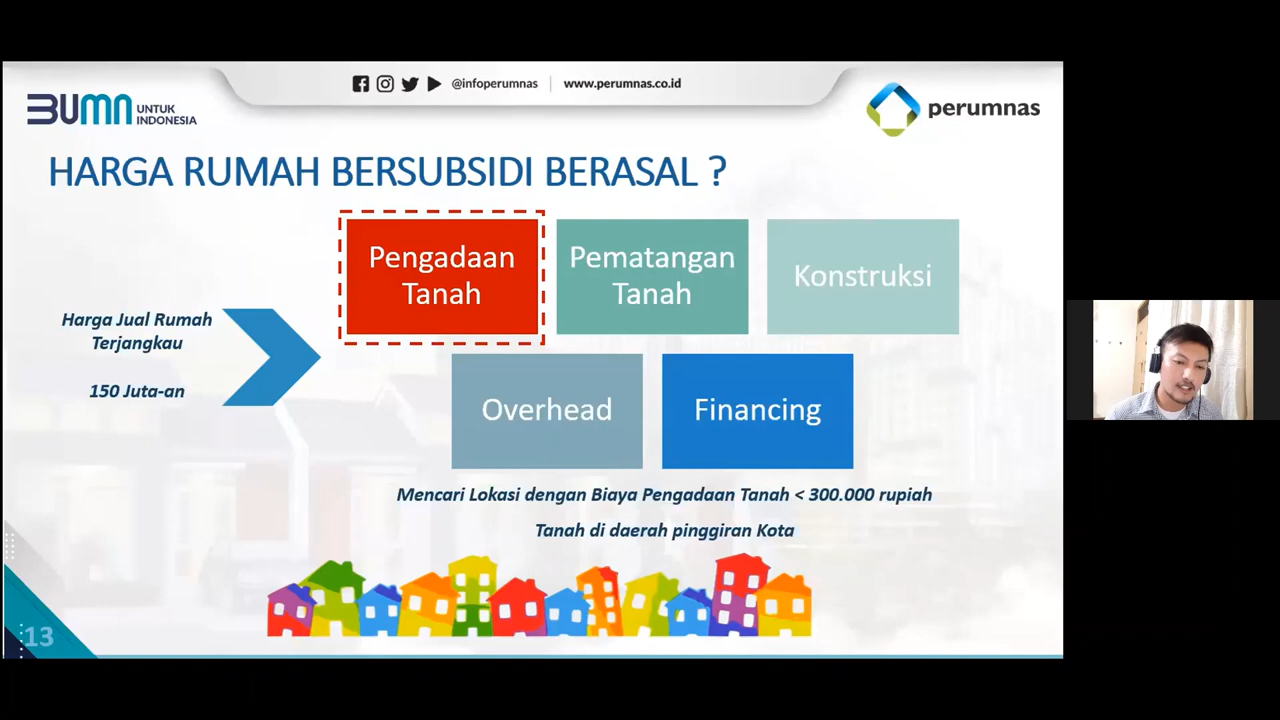 @infoperumnas | www.perumnas.co.id
BUMN UNTUK
INDONESIA
perumnas
HARGA RUMAH BERSUBSIDI BERASAL ?
Pengadaan
Tanah
Pematangan
Tanah
Konstruksi
Harga Jual Rumah
Terjangkau
150 Juta-an
Overhead
Financing
Mencari Lokasi dengan Biaya Pengadaan Tanah < 300.000 rupiah
Tanah di daerah pinggiran Kota
13